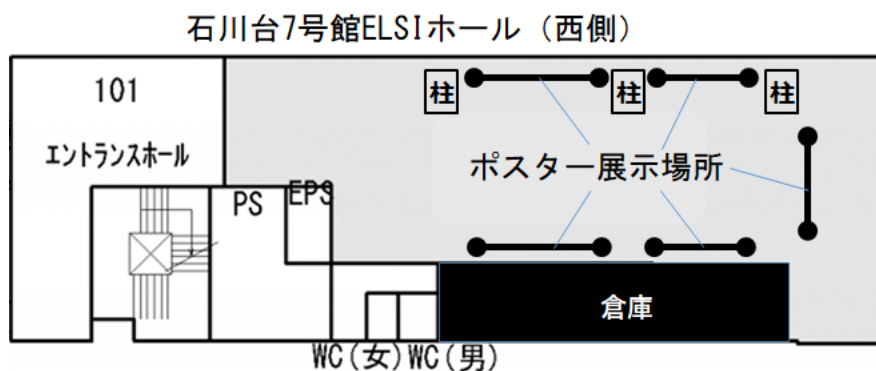 石川台7号館ELSIホール（西側）
101
エントランスホール
柱
柱
柱
ポスター展示場所
PS
EPS
倉庫
WC(女)
WC(男)